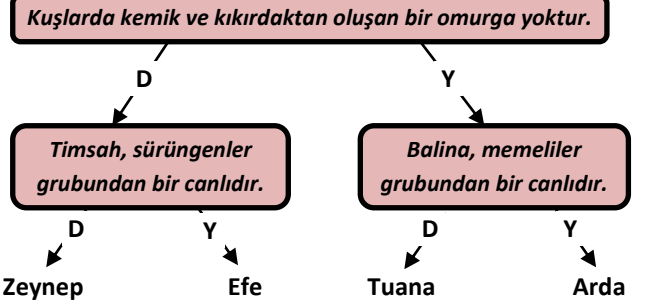 Kuşlarda kemik ve kıkırdaktan oluşan bir omurga yoktur.
D
Y
Timsah, sürüngenler
grubundan bir canlıdır.
Balina, memeliler
grubundan bir canlıdır.
D
Y
D
Y
Zeynep
Efe
Tuana
Arda